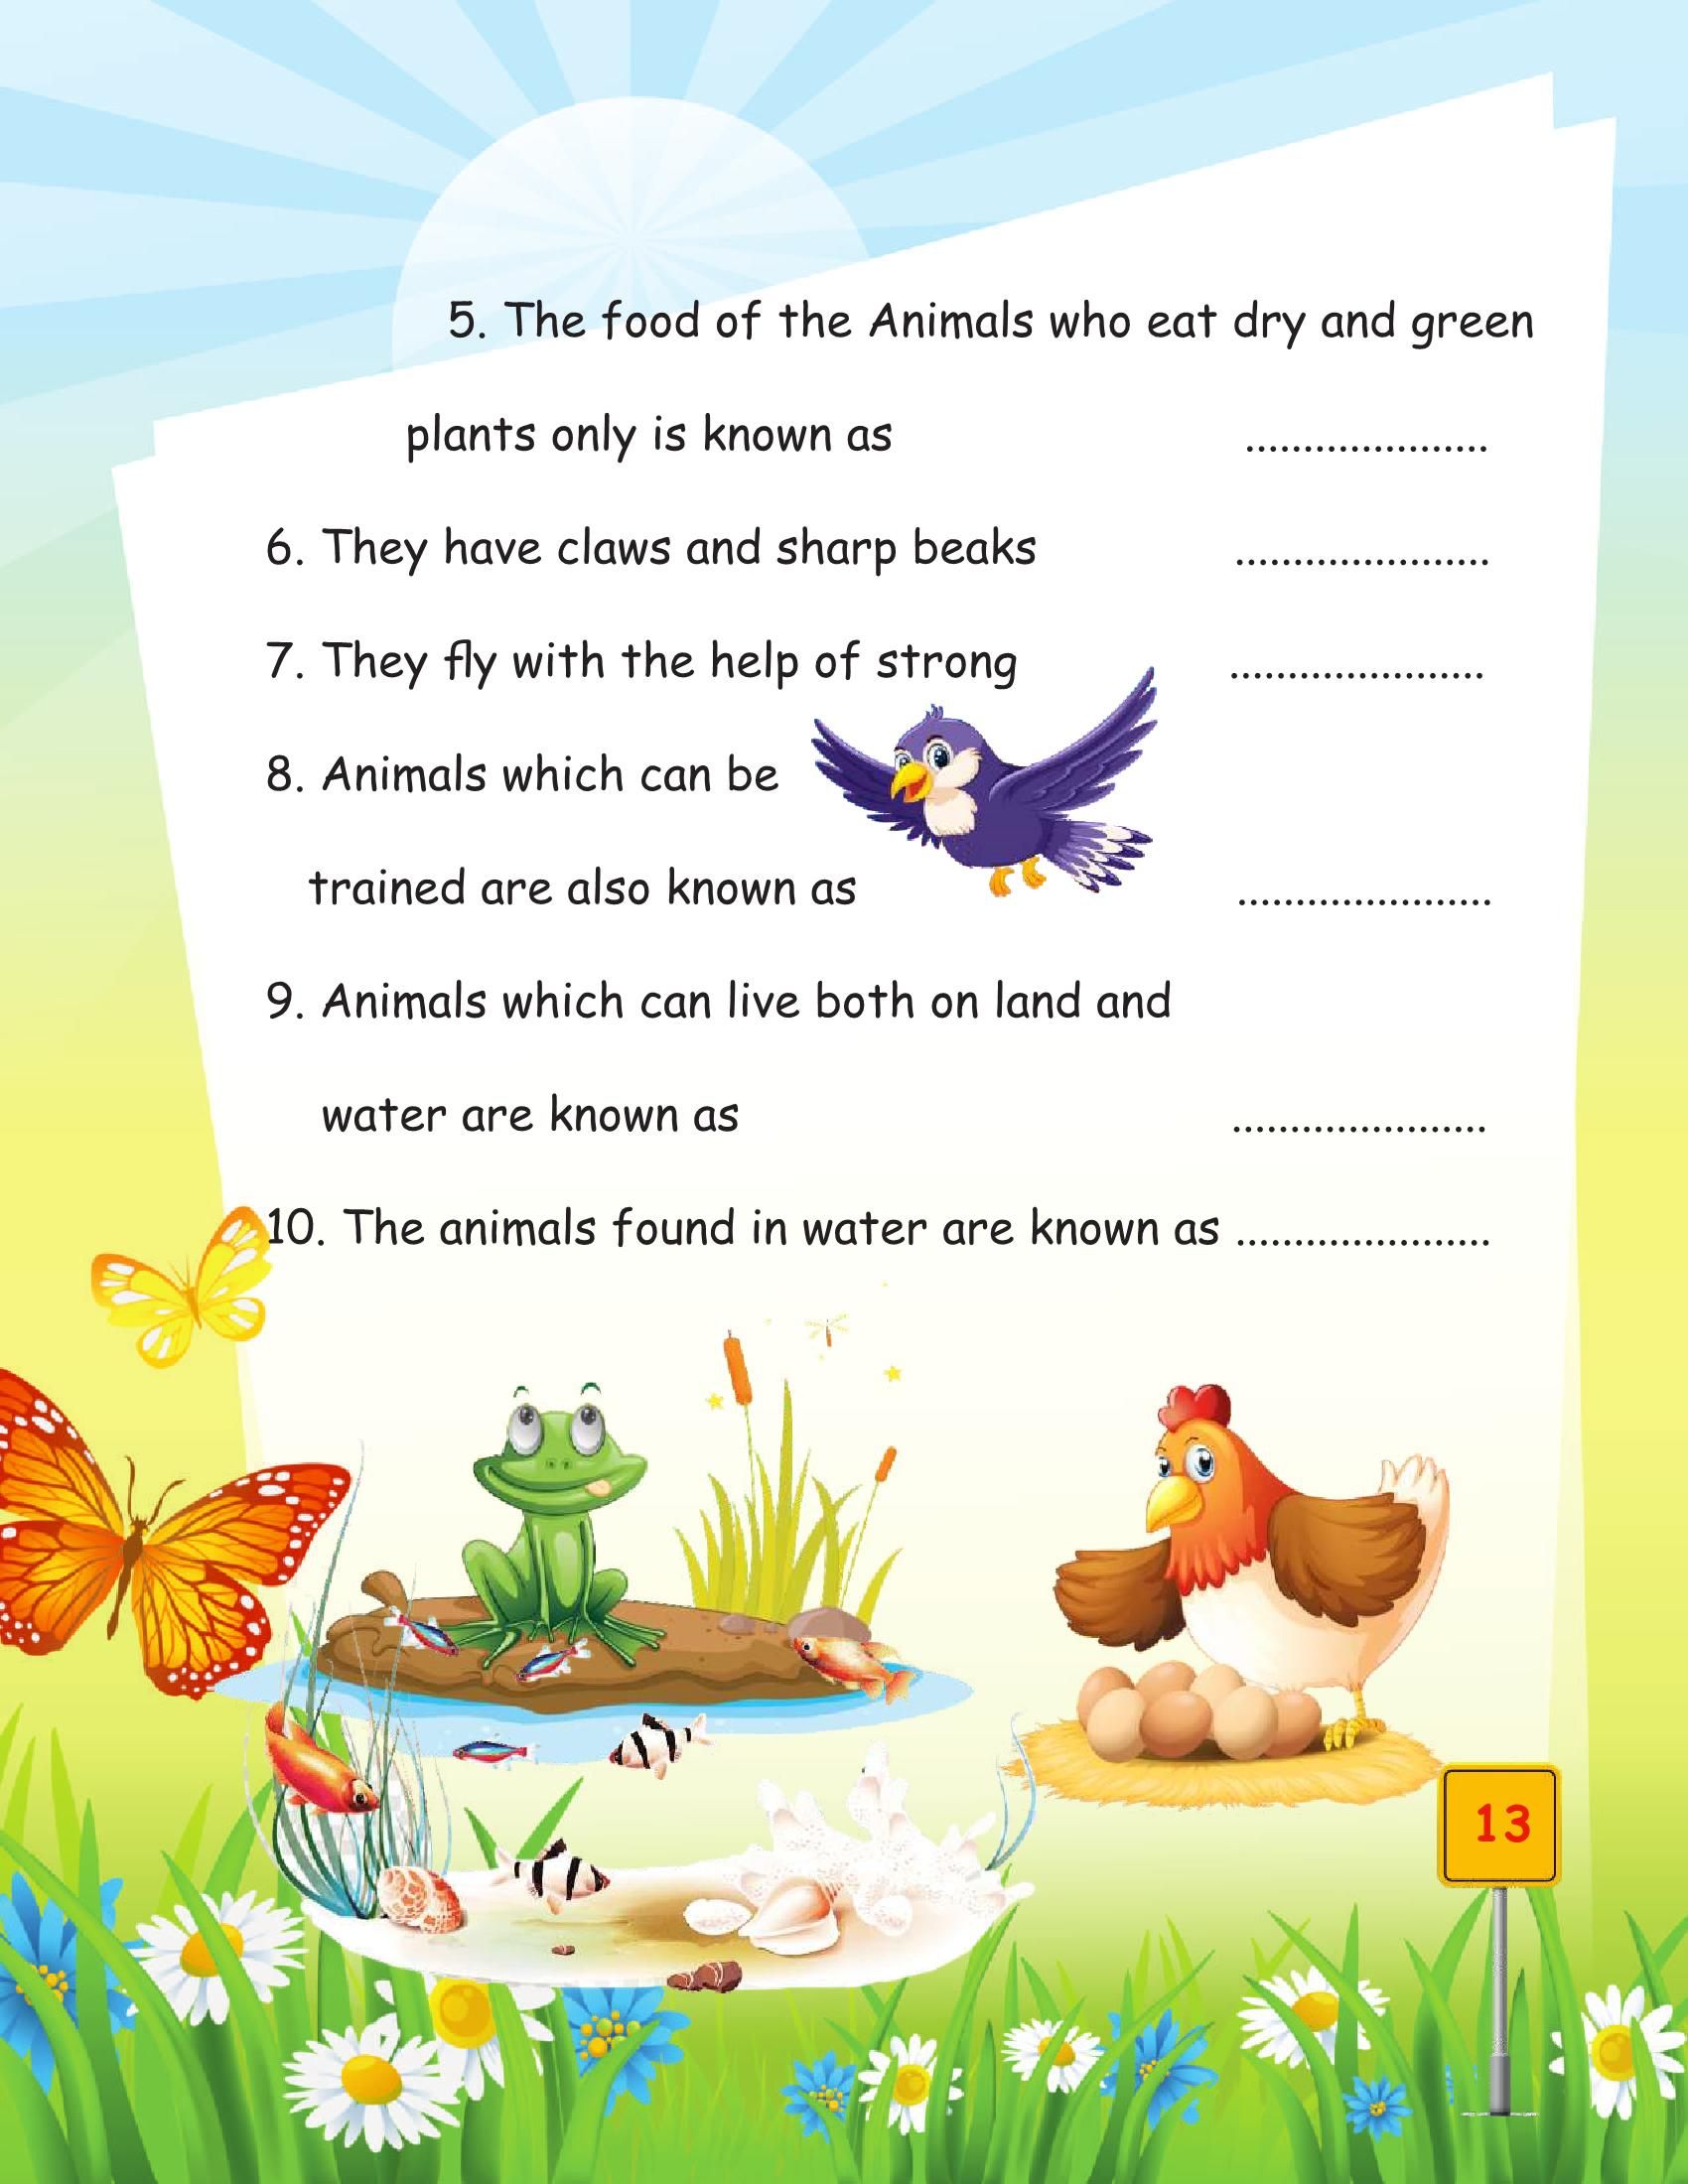 5. The food of the Animals who eat dry and green
plants only is known as .....................
6. They have claws and sharp beaks ......................
7. They fly with the help of strong ......................
8. Animals which can be
trained are also known as ......................
9. Animals which can live both on land and
water are known as ......................
10. The animals found in water are known as ......................
13